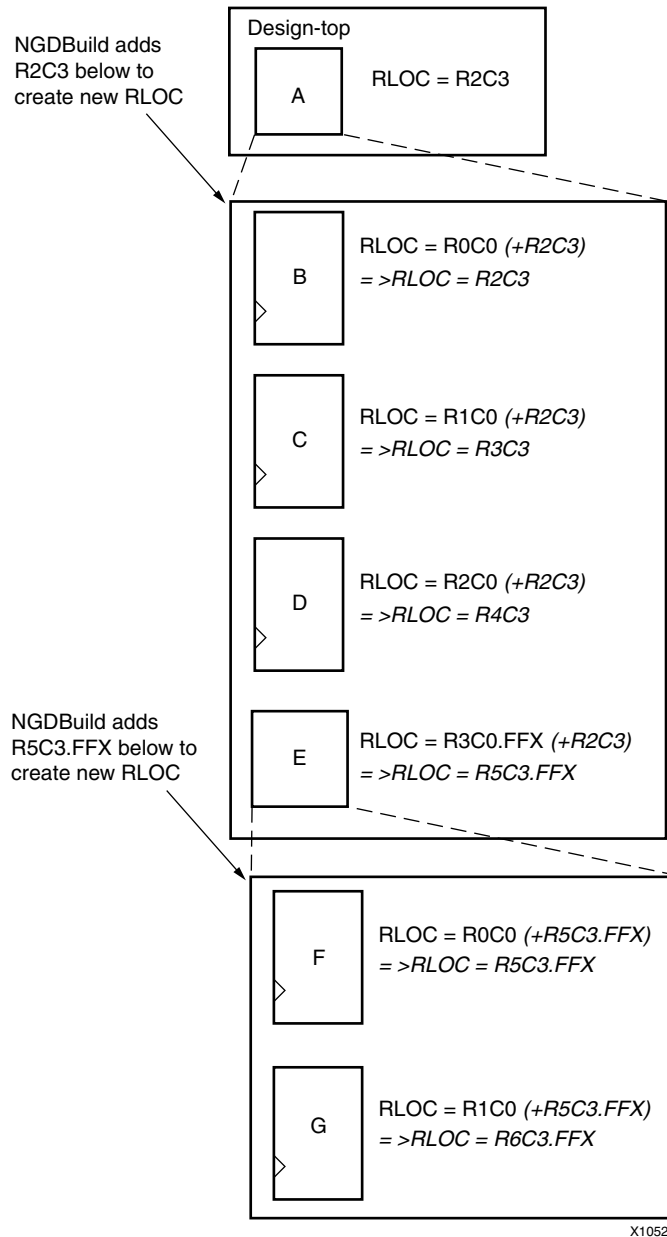 Design-top
NGDBuild adds
R2C3 below to
create new RLOC
A
RLOC = R2C3
B
RLOC = R0C0 (+R2C3)
= >RLOC = R2C3
C
RLOC = R1C0 (+R2C3)
= >RLOC = R3C3
D
RLOC = R2C0 (+R2C3)
= >RLOC = R4C3
NGDBuild adds
R5C3.FFX below to
create new RLOC
E
RLOC = R3C0.FFX (+R2C3)
= >RLOC = R5C3.FFX
F
RLOC = R0C0 (+R5C3.FFX)
= >RLOC = R5C3.FFX
G
RLOC = R1C0 (+R5C3.FFX)
= >RLOC = R6C3.FFX
X1052